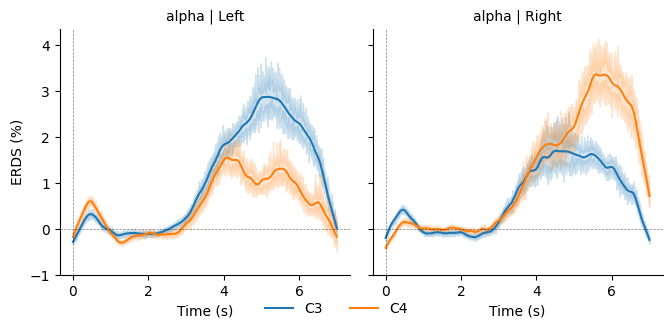 alpha | Left
alpha | Right
ERDS (%)
4
3
2
1
0
−1
0 2 4 6
0 2 4 6
Time (s)
Time (s)
C3 C4